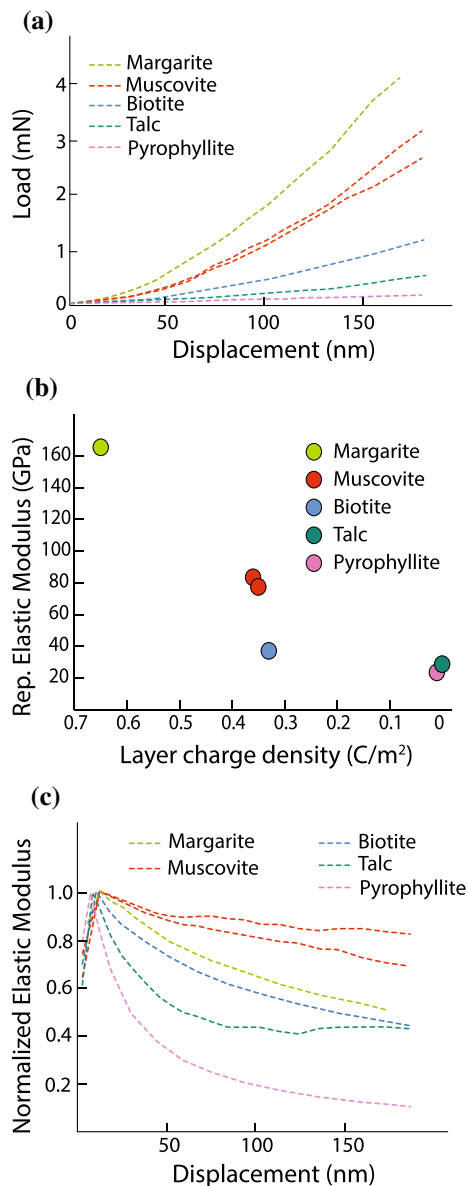 (a)
Margarite
Muscovite
Biotite
Talc
Pyrophyllite
Load (mN)
4
3
2
1
0
0 50 100 150
Displacement (nm)
(b)
Rep. Elastic Modulus (GPa)
160
140
120
100
80
60
40
20
Margarite
Muscovite
Biotite
Talc
Pyrophyllite
0.7 0.6 0.5 0.4 0.3 0.2 0.1 0
Layer charge density (C/m²)
(c)
Margarite
Muscovite
Biotite
Talc
Pyrophyllite
Normalized Elastic Modulus
1.0
0.8
0.6
0.4
0.2
50 100 150
Displacement (nm)